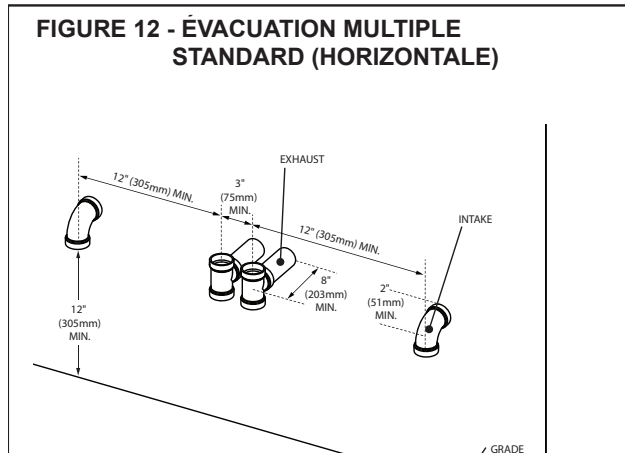 FIGURE 12 - ÉVACUATION MULTIPLE
STANDARD (HORIZONTALE)
EXHAUST
12" (305mm) MIN.
3"
(75mm)
MIN.
12" (305mm) MIN.
INTAKE
8"
(203mm)
MIN.
2"
(51mm)
MIN.
12"
(305mm)
MIN.
GRADE